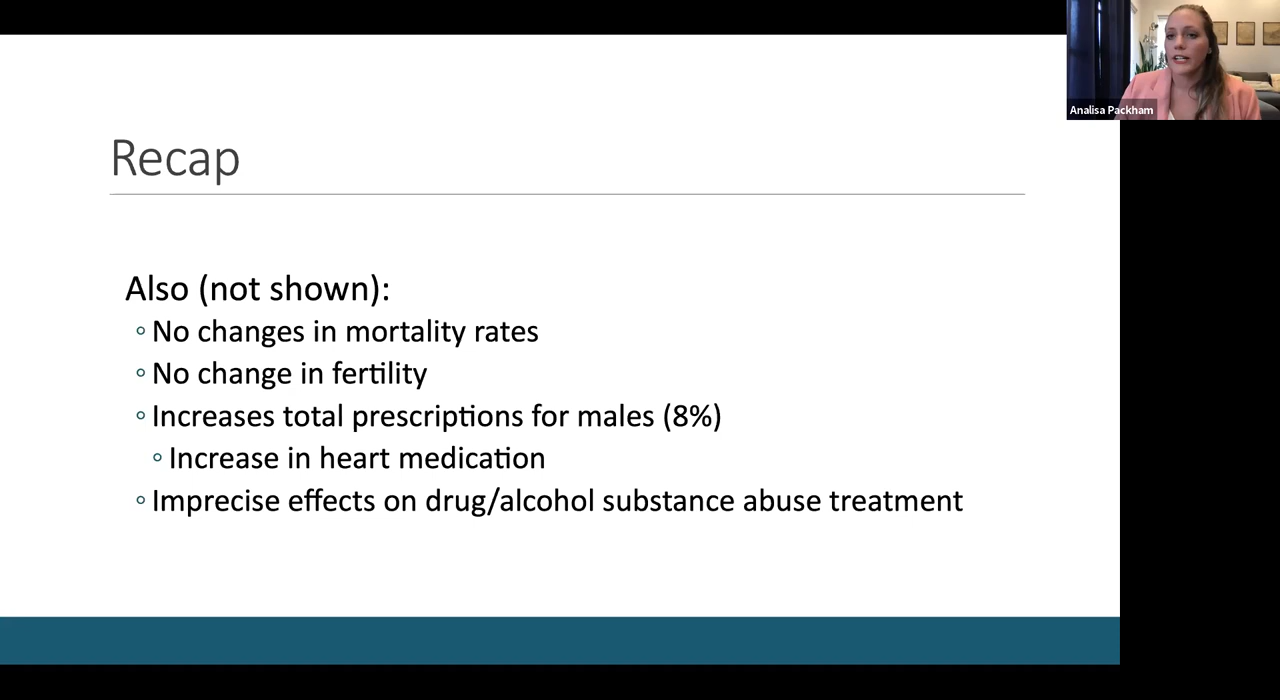 Analisa Packham
Recap
Also (not shown):
◦ No changes in mortality rates
◦ No change in fertility
◦ Increases total prescriptions for males (8%)
◦ Increase in heart medication
◦ Imprecise effects on drug/alcohol substance abuse treatment